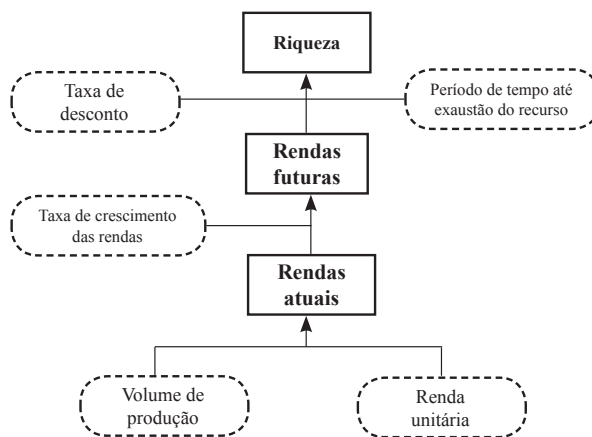 Riqueza
Taxa de
desconto
Período de tempo até
exaustão do recurso
Rendas
futuras
Taxa de crescimento
das rendas
Rendas
atuais
Volume de
produção
Renda
unitária